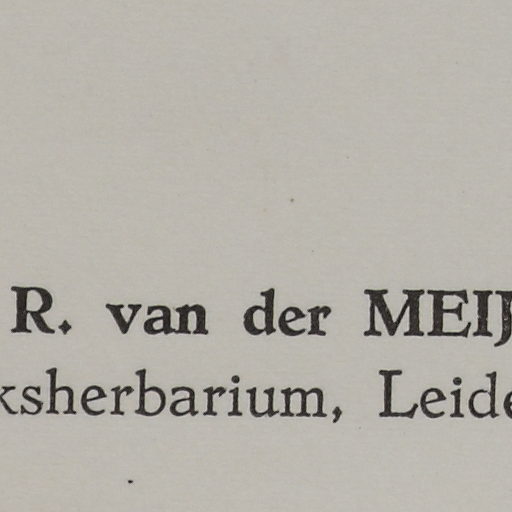 R. van der MEIJ
ksherbarium, Leide